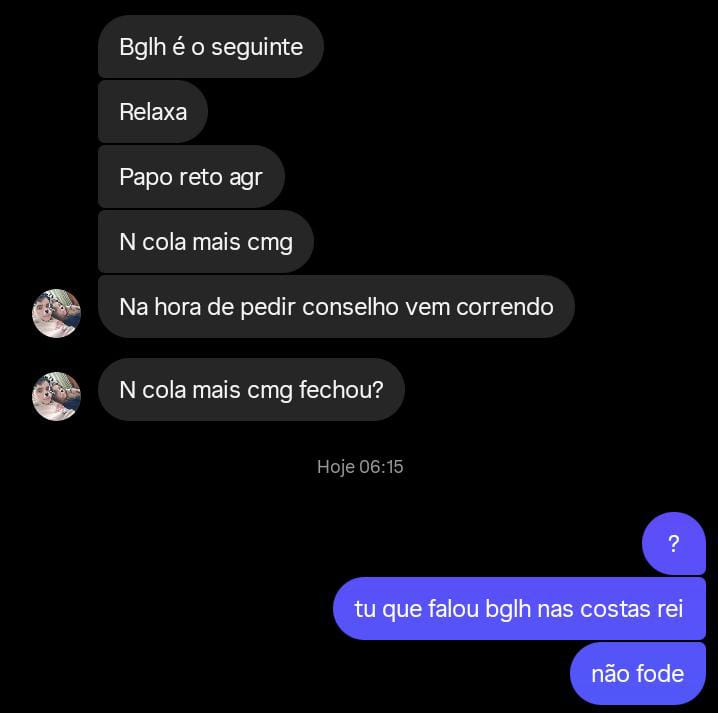 Bglh é o seguinte
Relaxa
Papo reto agr
N cola mais cmg
Na hora de pedir conselho vem correndo
N cola mais cmg fechou?
Hoje 06:15
?
tu que falou bglh nas costas rei
não fode